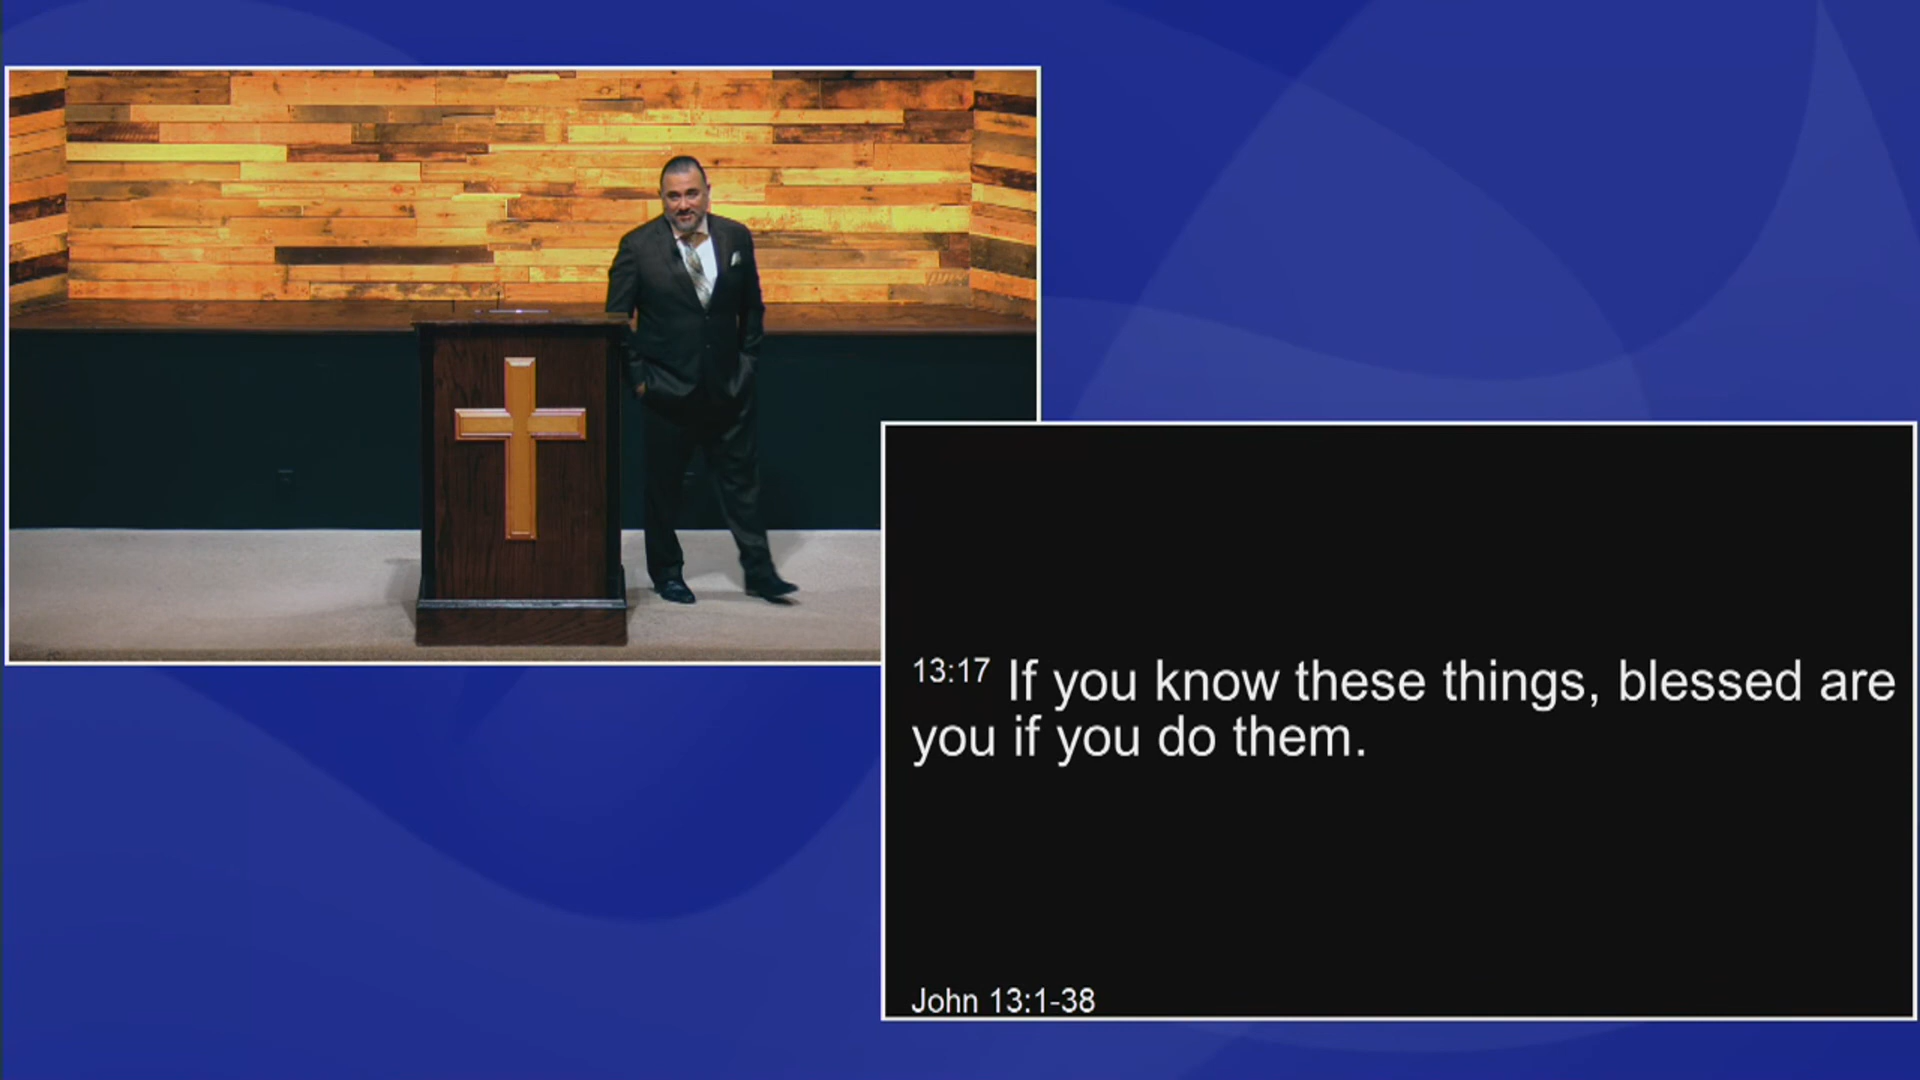 13:17 If you know these things, blessed are
you if you do them.
John 13:1-38